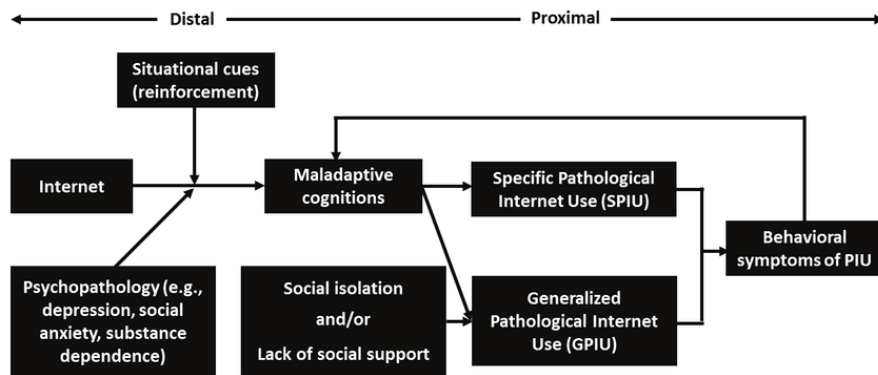 Distal
Proximal
Situational cues
(reinforcement)
Internet
Maladaptive
cognitions
Specific Pathological
Internet Use (SPIU)
Behavioral
symptoms of PIU
Psychopathology (e.g.,
depression, social
anxiety, substance
dependence)
Social isolation
and/or
Lack of social support
Generalized
Pathological Internet
Use (GPIU)